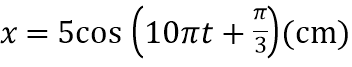 x = 5cos (10πt + π/3)(cm)